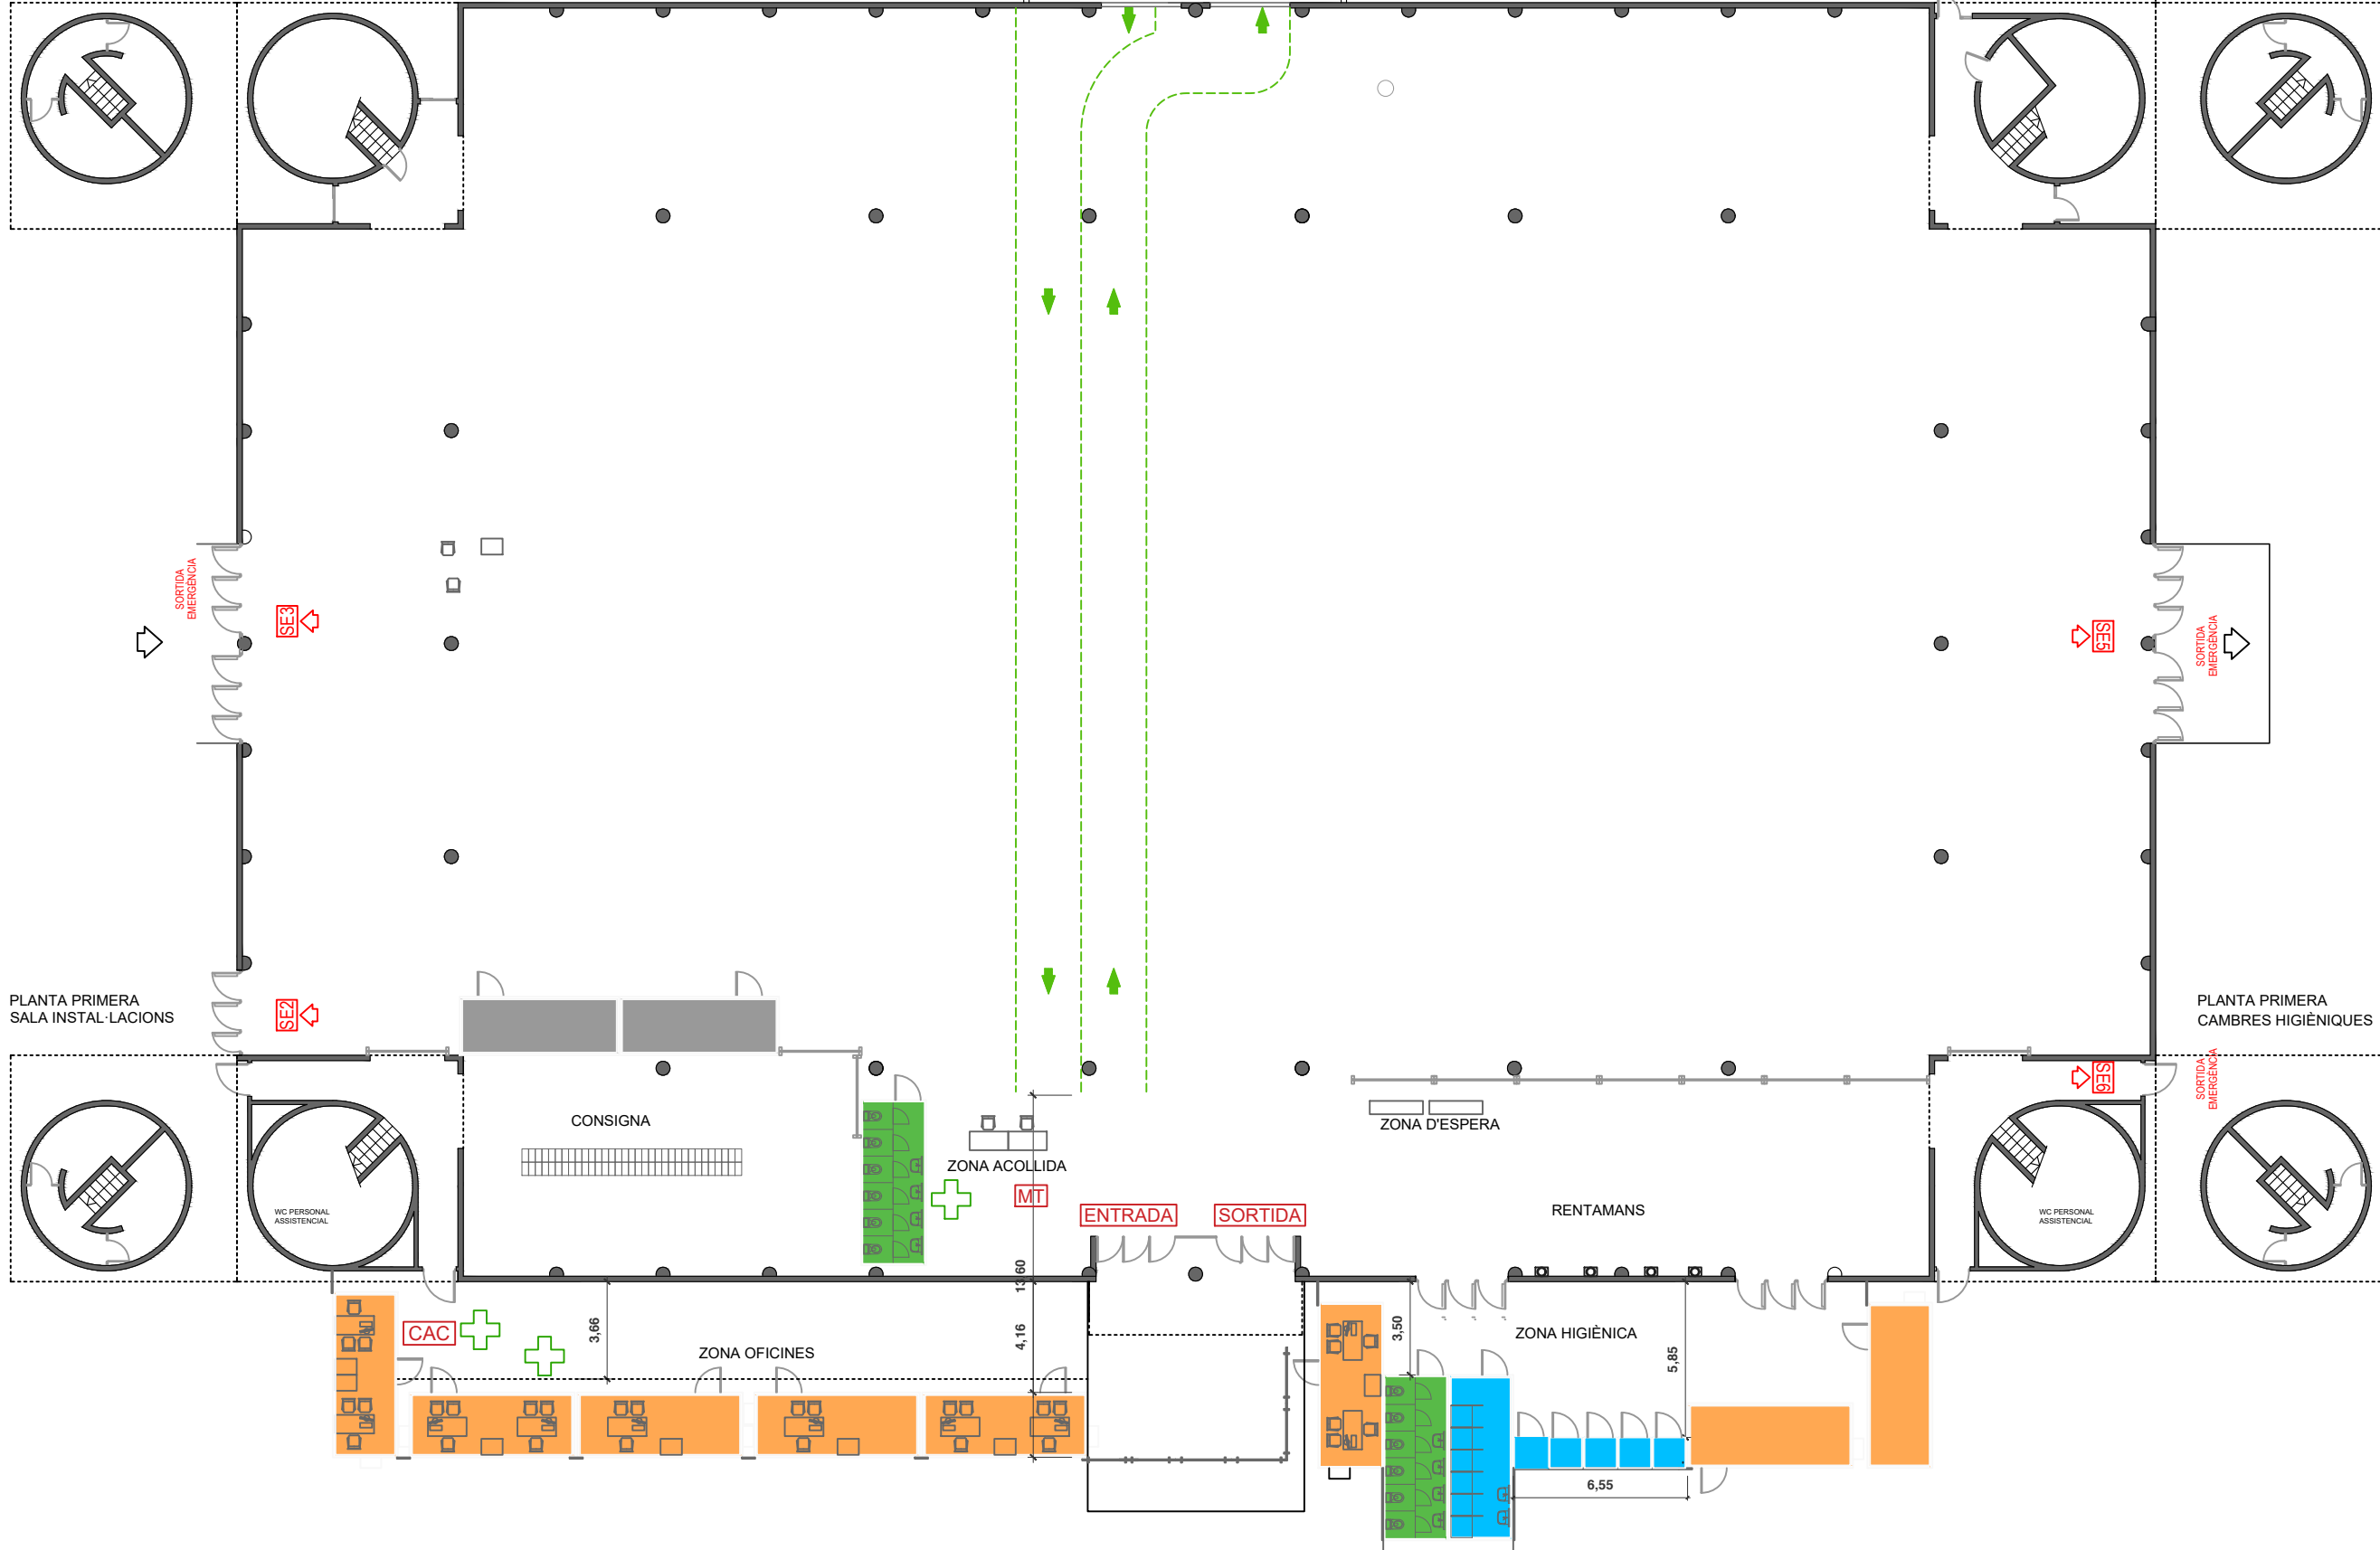 SORTIDA
EMERGÈNCIA
SE3
SE5
SORTIDA
EMERGÈNCIA
PLANTA PRIMERA
SALA INSTAL·LACIONS
SE2
PLANTA PRIMERA
CAMBRES HIGIÈNIQUES
SE6
SORTIDA
EMERGÈNCIA
CONSIGNA
ZONA D'ESPERA
ZONA ACOLLIDA
MT
ENTRADA
SORTIDA
RENTAMANS
WC PERSONAL
ASSISTENCIAL
WC PERSONAL
ASSISTENCIAL
13,60
CAC
3,66
4,16
3,50
ZONA HIGIÈNICA
ZONA OFICINES
5,85
6,55